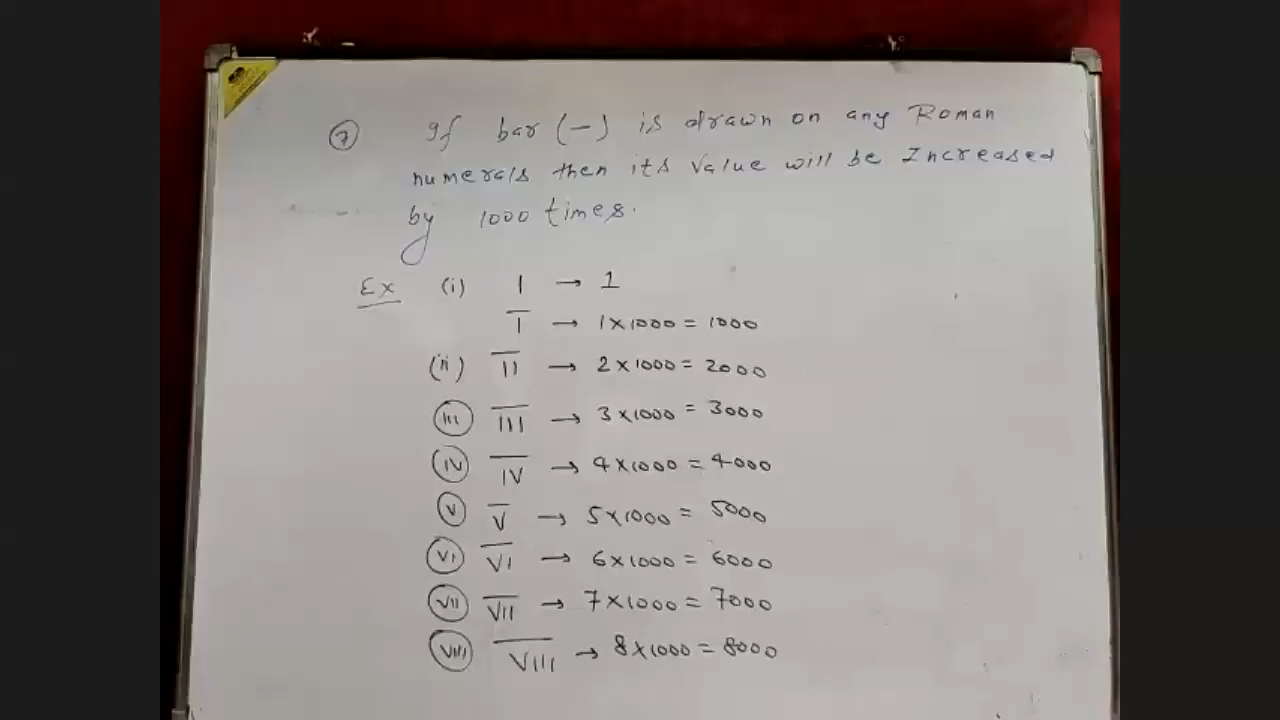 ⑦ If bar (—) is drawn on any Roman
numerals then its value will be Increased
by 1000 times.
Ex (i) I → 1
I̅ → 1×1000 = 1000
(ii) I̅I̅ → 2×1000 = 2000
(III) I̅I̅I̅ → 3×1000 = 3000
(IV) I̅V̅ → 4×1000 = 4000
(V) V̅ → 5×1000 = 5000
(VI) V̅I̅ → 6×1000 = 6000
(VII) V̅I̅I̅ → 7×1000 = 7000
(VIII) V̅I̅I̅I̅ → 8×1000 = 8000